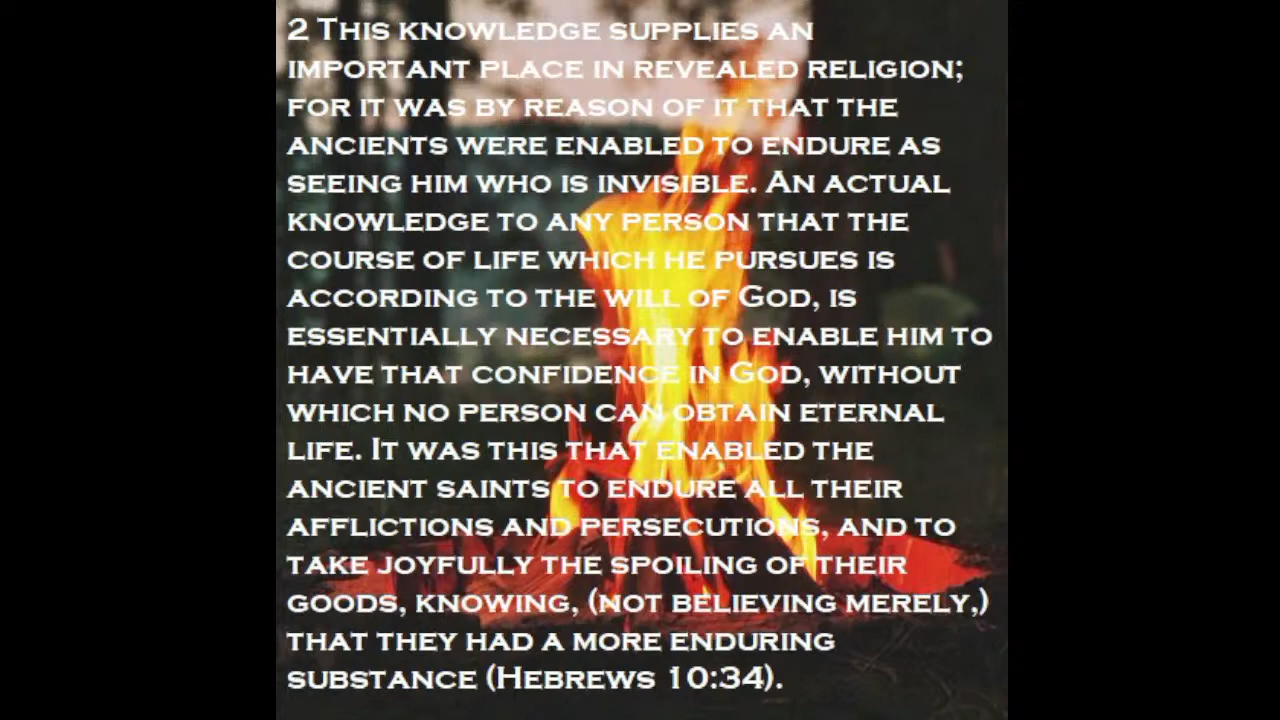 2 This knowledge supplies an
important place in revealed religion;
for it was by reason of it that the
ancients were enabled to endure as
seeing him who is invisible. An actual
knowledge to any person that the
course of life which he pursues is
according to the will of God, is
essentially necessary to enable him to
have that confidence in God, without
which no person can obtain eternal
life. It was this that enabled the
ancient saints to endure all their
afflictions and persecutions, and to
take joyfully the spoiling of their
goods, knowing, (not believing merely,)
that they had a more enduring
substance (Hebrews 10:34).